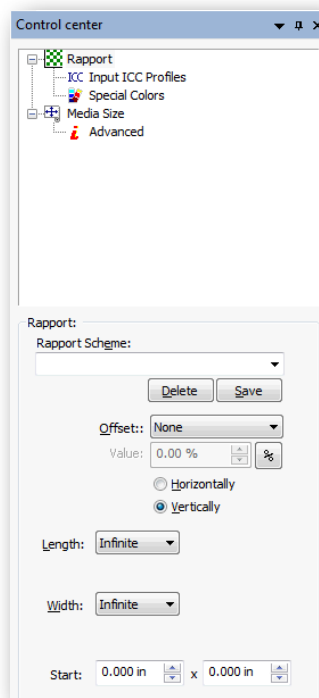 Control center
Rapport
ICC Input ICC Profiles
Special Colors
Media Size
i Advanced
Rapport:
Rapport Scheme:
Delete Save
Offset:: None
Value: 0.00 % %
Horizontally
Vertically
Length: Infinite
Width: Infinite
Start: 0.000 in x 0.000 in